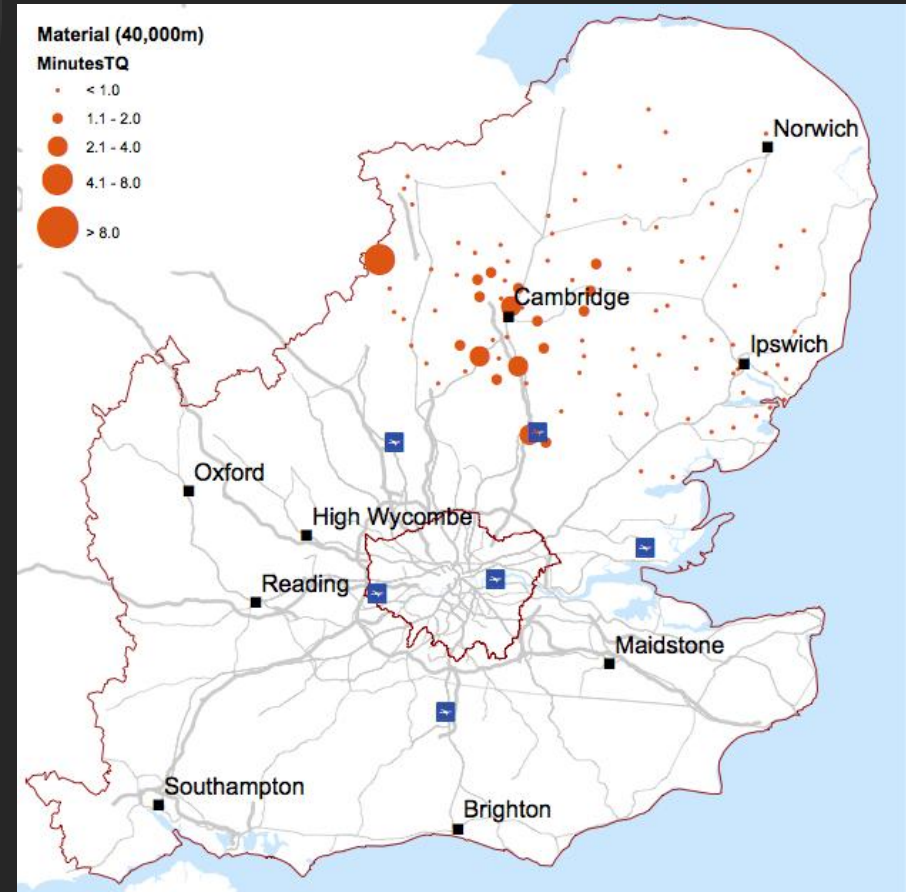 Material (40,000m)
MinutesTQ
< 1.0
1.1 - 2.0
2.1 - 4.0
4.1 - 8.0
> 8.0
Norwich
Cambridge
Ipswich
Oxford
High Wycombe
Reading
Maidstone
Southampton
Brighton